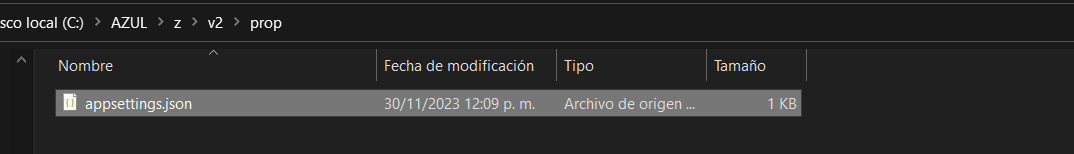 sco local (C:) > AZUL > z > v2 > prop
Nombre Fecha de modificación Tipo Tamaño
appsettings.json 30/11/2023 12:09 p. m. Archivo de origen ... 1 KB